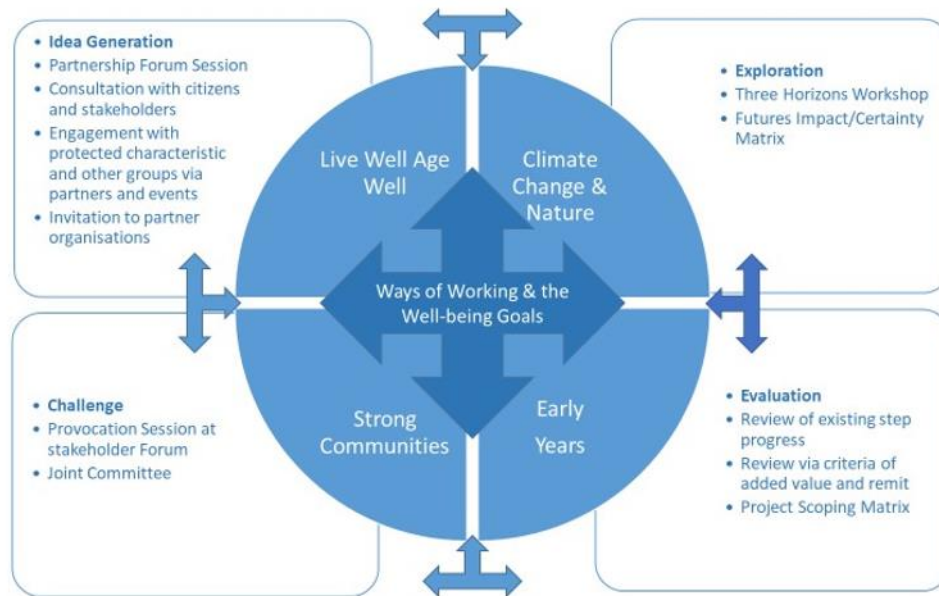 • Idea Generation
• Partnership Forum Session
• Consultation with citizens
and stakeholders
• Engagement with
protected characteristic
and other groups via
partners and events
• Invitation to partner
organisations
• Exploration
• Three Horizons Workshop
• Futures Impact/Certainty
Matrix
Live Well Age
Well
Climate
Change &
Nature
Ways of Working & the
Well-being Goals
Strong
Communities
Early
Years
• Challenge
• Provocation Session at
stakeholder Forum
• Joint Committee
• Evaluation
• Review of existing step
progress
• Review via criteria of
added value and remit
• Project Scoping Matrix